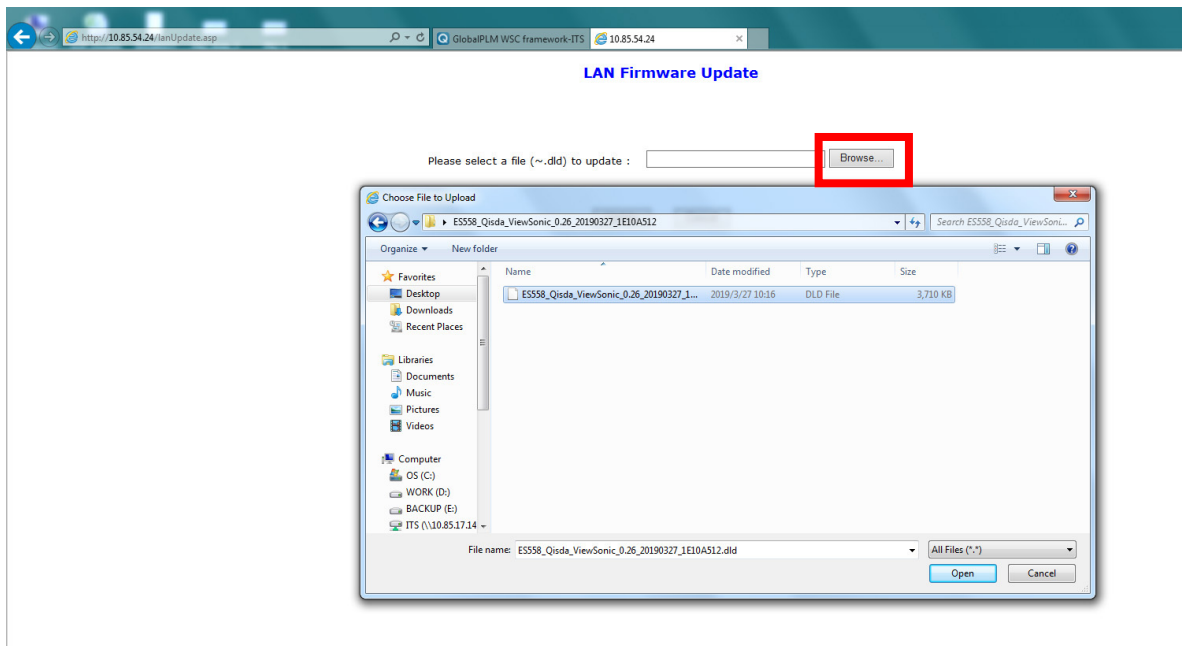 http://10.85.54.24/lanUpdate.asp
GlobalPLM WSC framework-ITS
10.85.54.24
LAN Firmware Update
Please select a file (~.dld) to update :
Browse...
Choose File to Upload
ES558_Qisda_ViewSonic_0.26_20190327_1E10A512
Search ES558_Qisda_ViewSoni...
Organize
New folder
Name Date modified Type Size
Favorites
ES558_Qisda_ViewSonic_0.26_20190327_1... 2019/3/27 10:16 DLD File 3,710 KB
Desktop
Downloads
Recent Places
Libraries
Documents
Music
Pictures
Videos
Computer
OS (C:)
WORK (D:)
BACKUP (E:)
ITS (\\10.85.17.14
File name: ES558_Qisda_ViewSonic_0.26_20190327_1E10A512.dld
All Files (*.*)
Open
Cancel